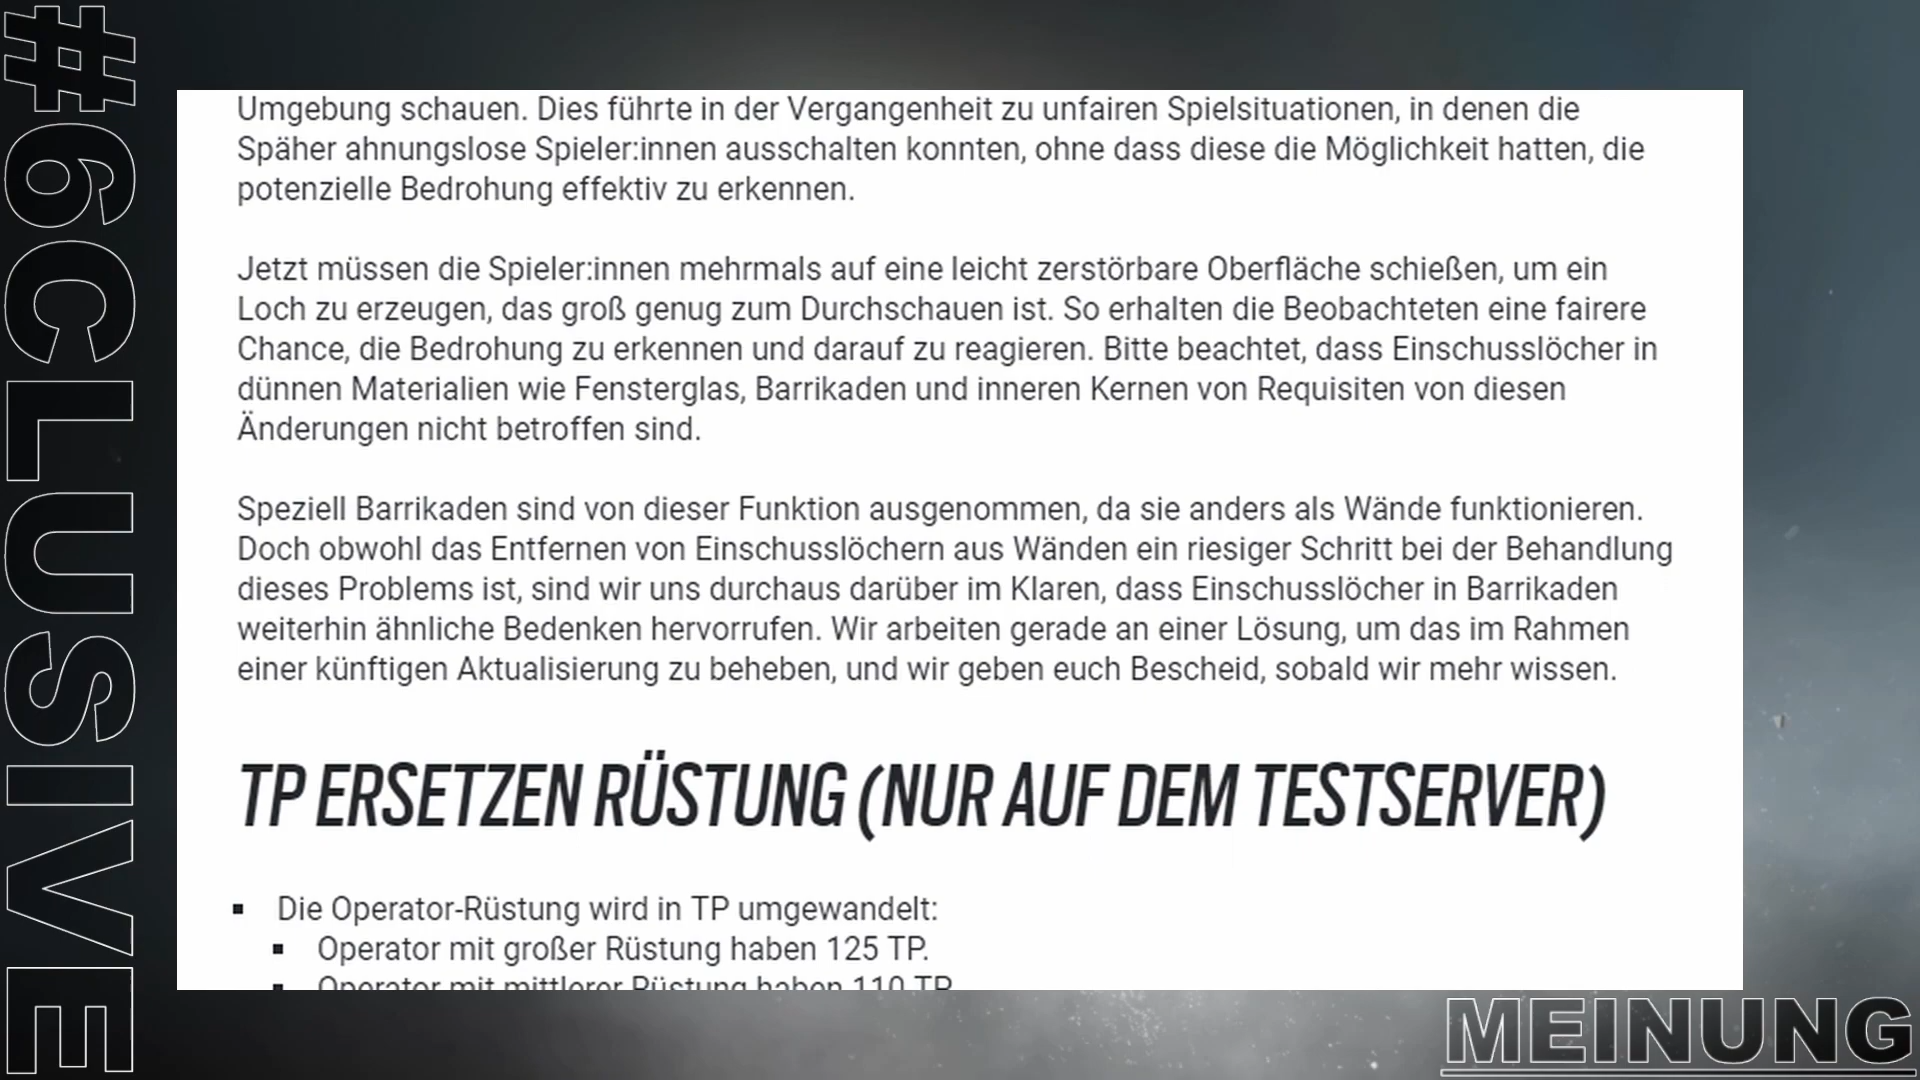 #6CLUSIVE
Umgebung schauen. Dies führte in der Vergangenheit zu unfairen Spielsituationen, in denen die
Späher ahnungslose Spieler:innen ausschalten konnten, ohne dass diese die Möglichkeit hatten, die
potenzielle Bedrohung effektiv zu erkennen.
Jetzt müssen die Spieler:innen mehrmals auf eine leicht zerstörbare Oberfläche schießen, um ein
Loch zu erzeugen, das groß genug zum Durchschauen ist. So erhalten die Beobachteten eine fairere
Chance, die Bedrohung zu erkennen und darauf zu reagieren. Bitte beachtet, dass Einschusslöcher in
dünnen Materialien wie Fensterglas, Barrikaden und inneren Kernen von Requisiten von diesen
Änderungen nicht betroffen sind.
Speziell Barrikaden sind von dieser Funktion ausgenommen, da sie anders als Wände funktionieren.
Doch obwohl das Entfernen von Einschusslöchern aus Wänden ein riesiger Schritt bei der Behandlung
dieses Problems ist, sind wir uns durchaus darüber im Klaren, dass Einschusslöcher in Barrikaden
weiterhin ähnliche Bedenken hervorrufen. Wir arbeiten gerade an einer Lösung, um das im Rahmen
einer künftigen Aktualisierung zu beheben, und wir geben euch Bescheid, sobald wir mehr wissen.
TP ERSETZEN RÜSTUNG (NUR AUF DEM TESTSERVER)
▪ Die Operator-Rüstung wird in TP umgewandelt:
▪ Operator mit großer Rüstung haben 125 TP.
▪ Operator mit mittlerer Rüstung haben 110 TP
MEINUNG